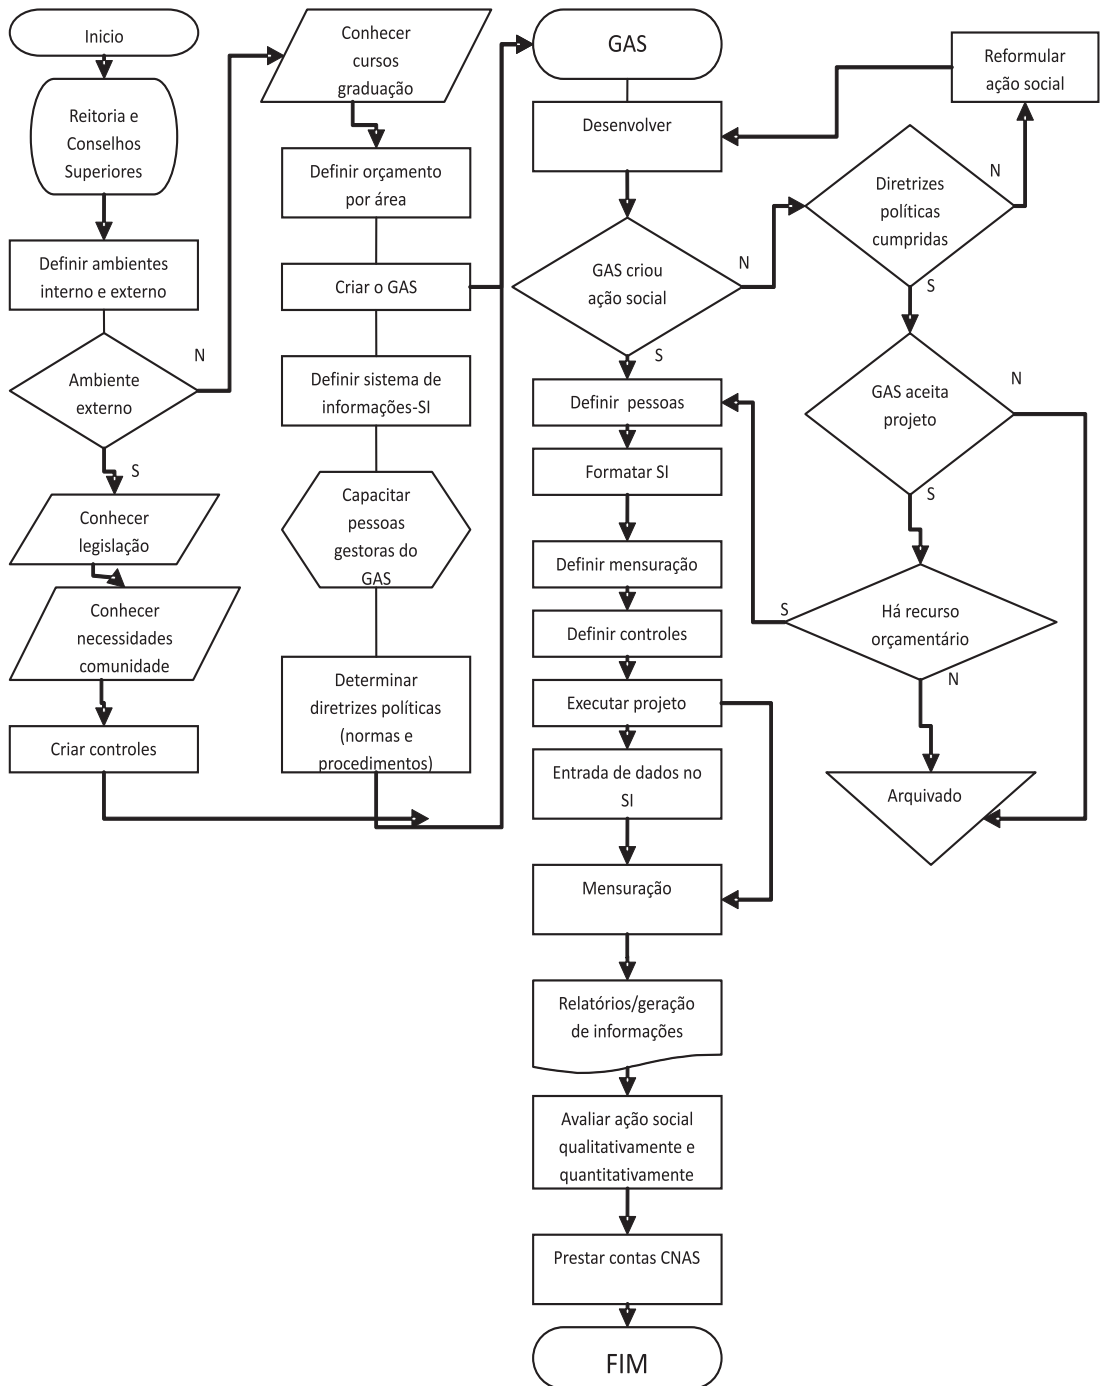 Inicio
Reitoria e
Conselhos
Superiores
Definir ambientes
interno e externo
Ambiente
externo
N
S
Conhecer
legislação
Conhecer
necessidades
comunidade
Criar controles
Conhecer
cursos
graduação
Definir orçamento
por área
Criar o GAS
Definir sistema de
informações-SI
Capacitar
pessoas
gestoras do
GAS
Determinar
diretrizes políticas
(normas e
procedimentos)
GAS
Desenvolver
GAS criou
ação social
N
S
Definir pessoas
Formatar SI
Definir mensuração
Definir controles
Executar projeto
Entrada de dados no
SI
Mensuração
Relatórios/geração
de informações
Avaliar ação social
qualitativamente e
quantitativamente
Prestar contas CNAS
FIM
Reformular
ação social
Diretrizes
políticas
cumpridas
N
S
GAS aceita
projeto
N
S
Há recurso
orçamentário
S
N
Arquivado